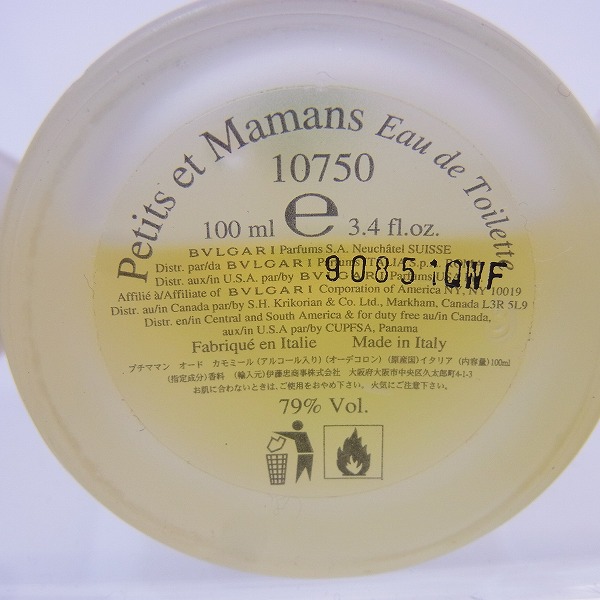 Petits et Mamans Eau de Toilette
10750
100 ml e 3.4 fl.oz.
BVLGARI Parfums S.A. Neuchâtel SUISSE
Distr. par/da BVLGARI Parfums ITALIA S.p.
Distr. aux/in U.S.A. par/by BVLGARI Parfums U
9085 1QWF
Affilié à/Affiliate of BVLGARI Corporation of America NY, NY 10019
Distr. au/in Canada par/by S.H. Krikorian & Co. Ltd., Markham, Canada L3R 5L9
Distr. en/in Central and South America & for duty free au/in Canada,
aux/in U.S.A par/by CUPFSA, Panama
Fabriqué en Italie Made in Italy
プチママン オード カモミール (アルコール入り) (オーデコロン) (原産国)イタリア (内容量)100ml
(指定成分)香料 (輸入元)伊藤忠商事株式会社 大阪府大阪市中央区久太郎町4-1-3
お肌に合わないときは、ご使用をおやめ下さい。火気にご注意下さい。
79% Vol.